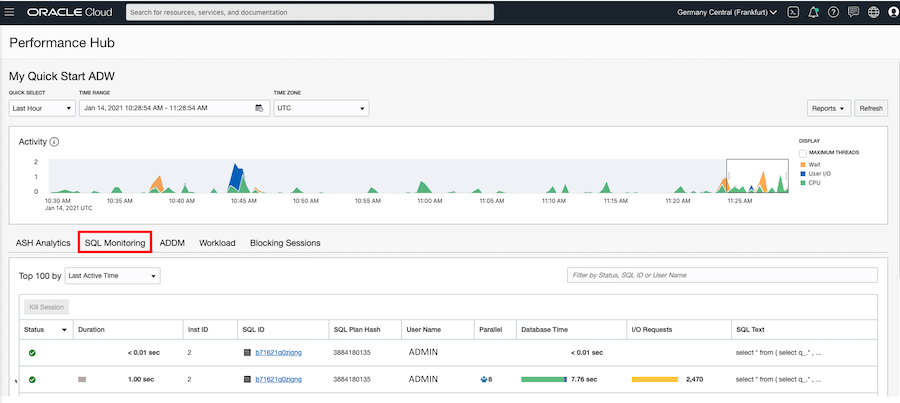 ORACLE Cloud Search for resources, services, and documentation Germany Central (Frankfurt)
Performance Hub
My Quick Start ADW
QUICK SELECT TIME RANGE TIME ZONE
Last Hour Jan 14, 2021 10:28:54 AM - 11:28:54 AM UTC Reports Refresh
Activity
DISPLAY
MAXIMUM THREADS
Wait
User I/O
CPU
2
1
0
10:30 AM 10:35 AM 10:40 AM 10:45 AM 10:50 AM 10:55 AM 11:00 AM 11:05 AM 11:10 AM 11:15 AM 11:20 AM 11:25 AM
Jan 14, 2021 UTC
ASH Analytics SQL Monitoring ADDM Workload Blocking Sessions
Top 100 by Last Active Time Filter by Status, SQL ID or User Name
Kill Session
Status Duration Inst ID SQL ID SQL Plan Hash User Name Parallel Database Time I/O Requests SQL Text
< 0.01 sec 2 b71621q0zjgng 3884180135 ADMIN < 0.01 sec select * from ( select q_.* , ...
1.00 sec 2 b71621q0zjgng 3884180135 ADMIN 8 7.76 sec 2,470 select * from ( select q_.* , ...